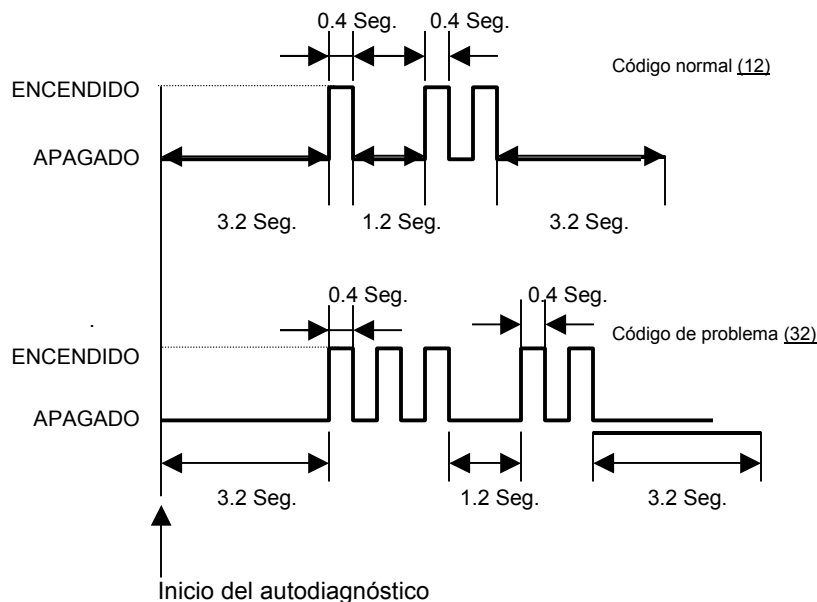 0.4 Seg. 0.4 Seg.
Código normal (12)
ENCENDIDO
APAGADO
3.2 Seg. 1.2 Seg. 3.2 Seg.
0.4 Seg. 0.4 Seg.
Código de problema (32)
ENCENDIDO
APAGADO
3.2 Seg. 1.2 Seg. 3.2 Seg.
Inicio del autodiagnóstico